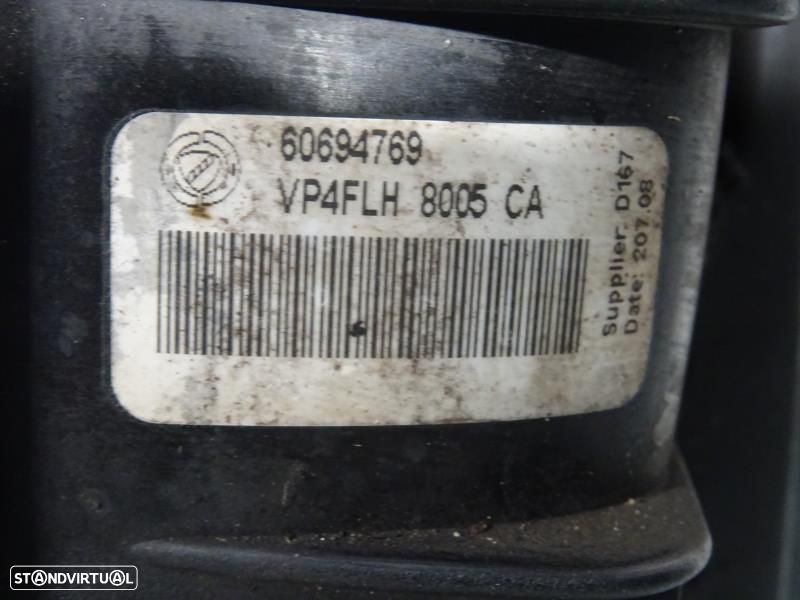 60694769
VP4FLH 8005 CA
Supplier: D167
Date: 207.08
STANDVIRTUAL